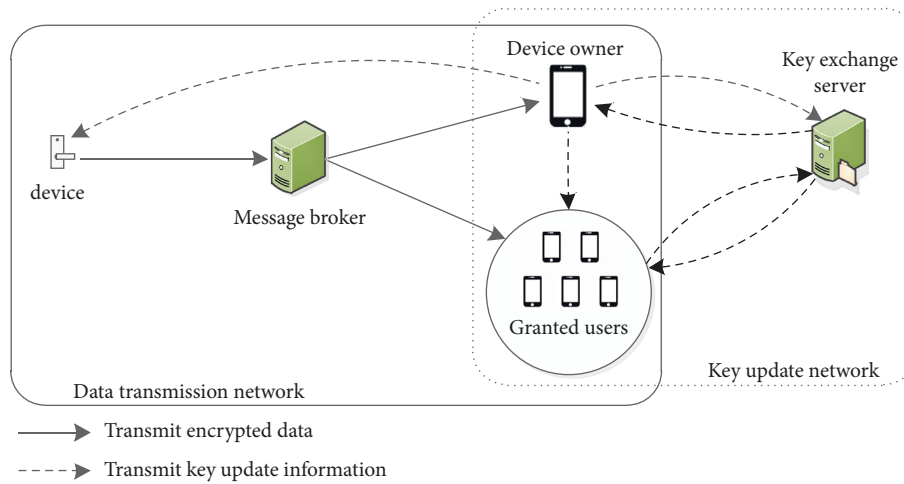 Device owner
Key exchange
server
device
Message broker
Granted users
Key update network
Data transmission network
Transmit encrypted data
Transmit key update information